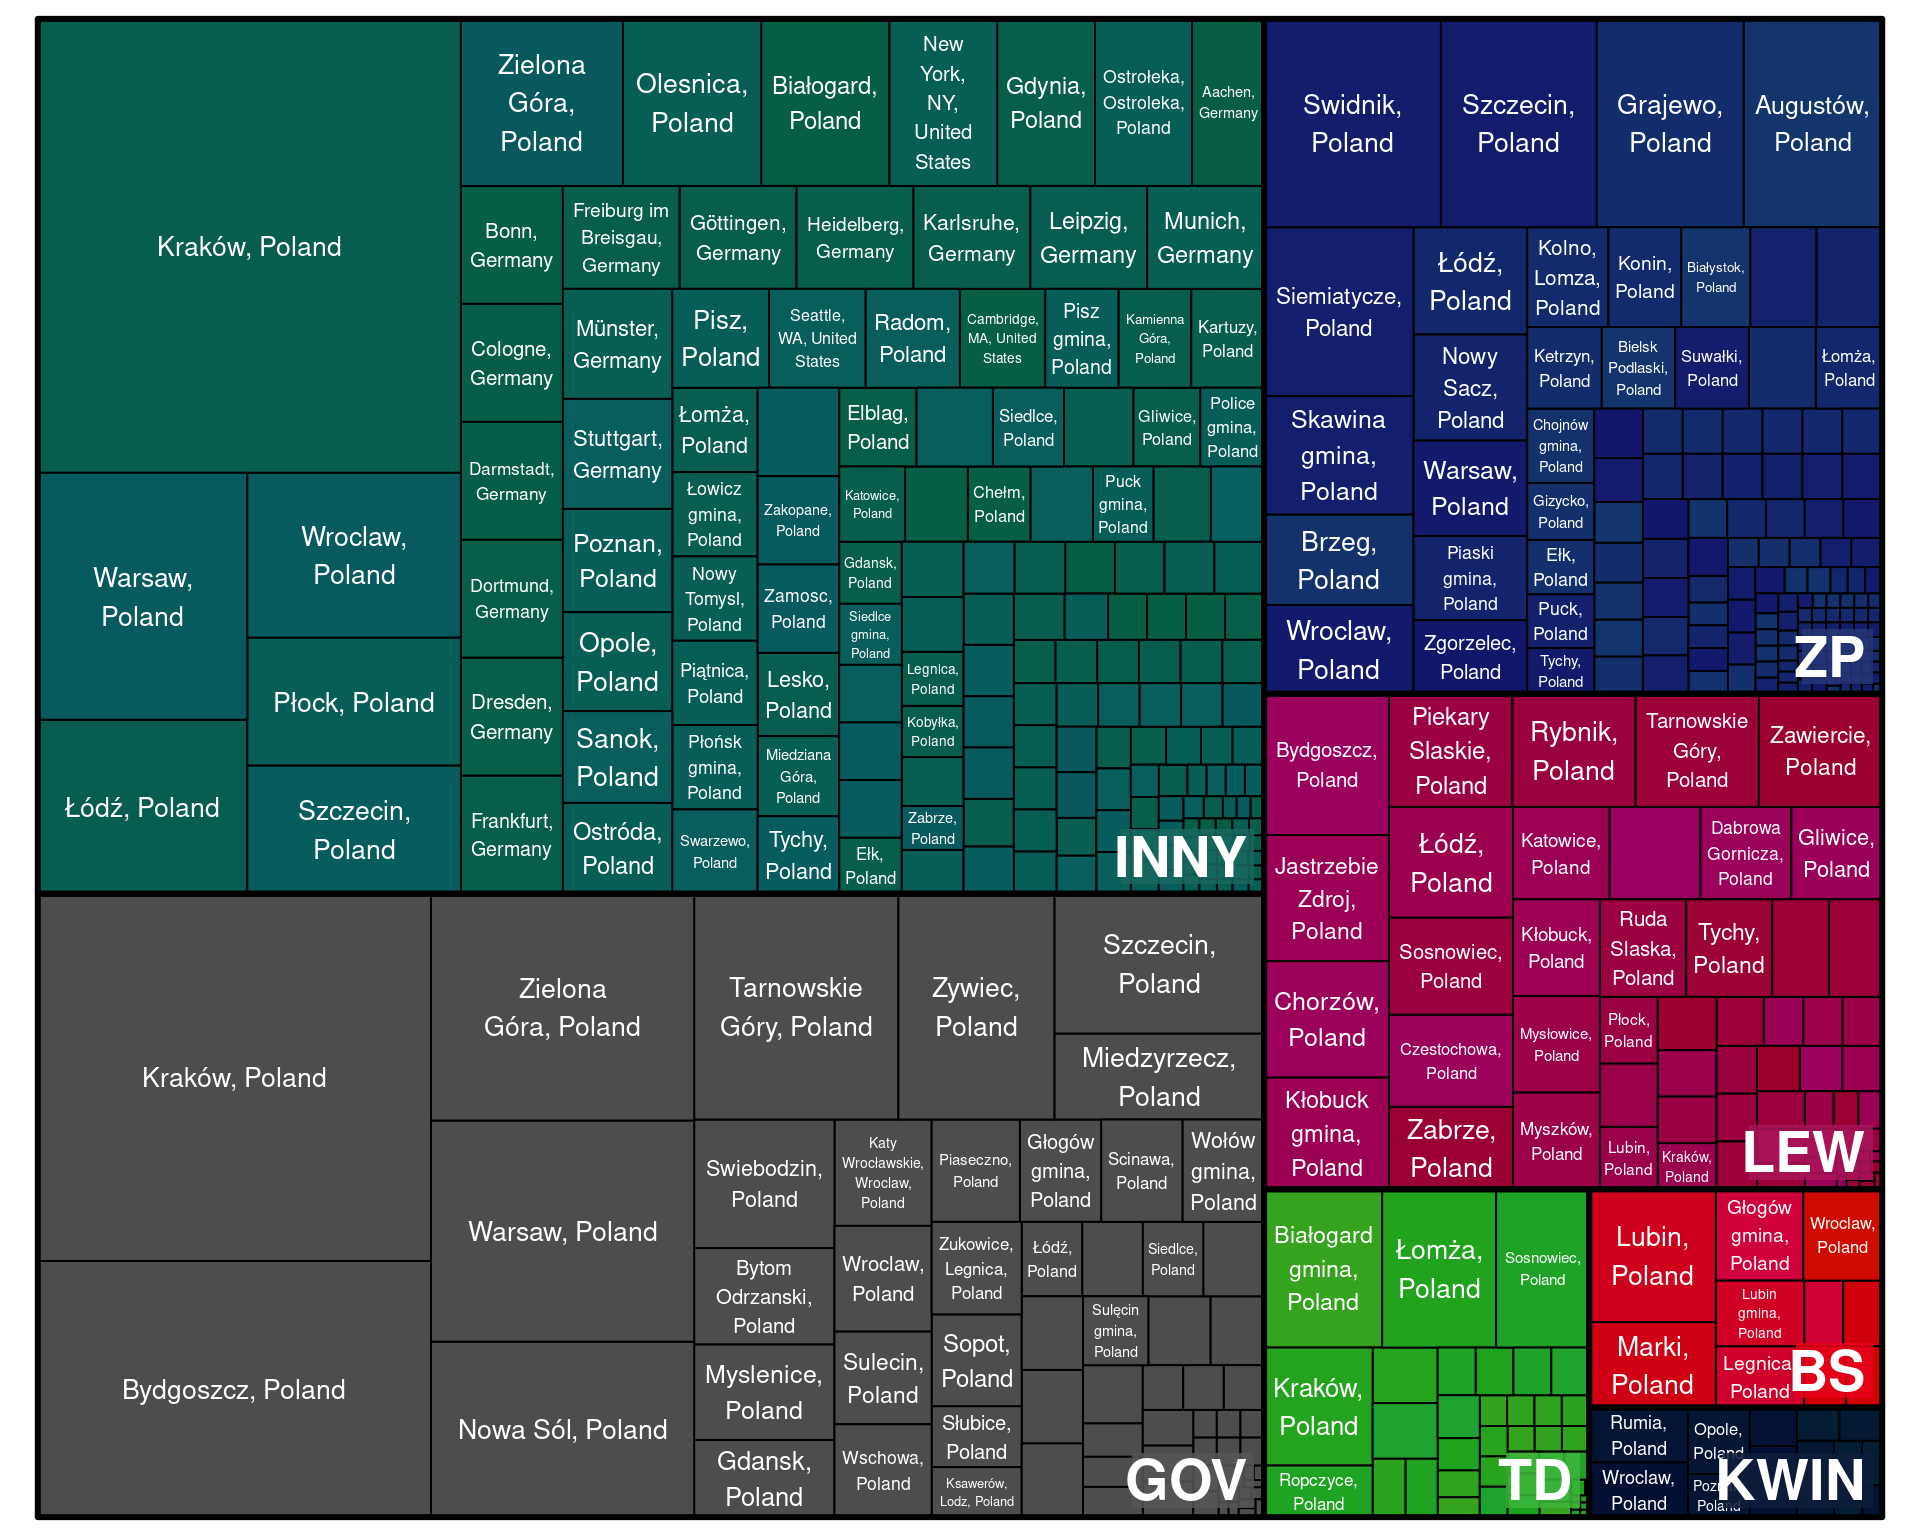 Kraków, Poland
Warsaw,
Poland
Wroclaw,
Poland
Płock, Poland
Łódź, Poland
Szczecin,
Poland
Zielona
Góra,
Poland
Olesnica,
Poland
Białogard,
Poland
New
York,
NY,
United
States
Gdynia,
Poland
Ostrołeka,
Ostroleka,
Poland
Aachen,
Germany
Bonn,
Germany
Freiburg im
Breisgau,
Germany
Göttingen,
Germany
Heidelberg,
Germany
Karlsruhe,
Germany
Leipzig,
Germany
Munich,
Germany
Cologne,
Germany
Darmstadt,
Germany
Dortmund,
Germany
Dresden,
Germany
Frankfurt,
Germany
Münster,
Germany
Stuttgart,
Germany
Poznan,
Poland
Opole,
Poland
Sanok,
Poland
Ostróda,
Poland
Pisz,
Poland
Seattle,
WA, United
States
Radom,
Poland
Cambridge,
MA, United
States
Pisz
gmina,
Poland
Kamienna
Góra,
Poland
Kartuzy,
Poland
Łomża,
Poland
Łowicz
gmina,
Poland
Nowy
Tomysl,
Poland
Piątnica,
Poland
Płońsk
gmina,
Poland
Swarzewo,
Poland
Zakopane,
Poland
Zamosc,
Poland
Lesko,
Poland
Miedziana
Góra,
Poland
Tychy,
Poland
Elblag,
Poland
Siedlce,
Poland
Gliwice,
Poland
Police
gmina,
Poland
Katowice,
Poland
Chełm,
Poland
Puck
gmina,
Poland
Gdansk,
Poland
Siedlce
gmina,
Poland
Ełk,
Poland
Legnica,
Poland
Kobyłka,
Poland
Zabrze,
Poland
INNY
Swidnik,
Poland
Szczecin,
Poland
Grajewo,
Poland
Augustów,
Poland
Siemiatycze,
Poland
Skawina
gmina,
Poland
Brzeg,
Poland
Wroclaw,
Poland
Łódź,
Poland
Nowy
Sacz,
Poland
Warsaw,
Poland
Piaski
gmina,
Poland
Zgorzelec,
Poland
Kolno,
Lomza,
Poland
Konin,
Poland
Białystok,
Poland
Ketrzyn,
Poland
Bielsk
Podlaski,
Poland
Suwałki,
Poland
Łomża,
Poland
Chojnów
gmina,
Poland
Gizycko,
Poland
Ełk,
Poland
Puck,
Poland
Tychy,
Poland
ZP
Bydgoszcz,
Poland
Jastrzebie
Zdroj,
Poland
Chorzów,
Poland
Kłobuck
gmina,
Poland
Piekary
Slaskie,
Poland
Rybnik,
Poland
Tarnowskie
Góry,
Poland
Zawiercie,
Poland
Łódź,
Poland
Sosnowiec,
Poland
Czestochowa,
Poland
Zabrze,
Poland
Katowice,
Poland
Dabrowa
Gornicza,
Poland
Gliwice,
Poland
Kłobuck,
Poland
Ruda
Slaska,
Poland
Tychy,
Poland
Mysłowice,
Poland
Myszków,
Poland
Płock,
Poland
Lubin,
Poland
Kraków,
Poland
LEW
Kraków, Poland
Bydgoszcz, Poland
Zielona
Góra, Poland
Warsaw, Poland
Nowa Sól, Poland
Tarnowskie
Góry, Poland
Zywiec,
Poland
Szczecin,
Poland
Miedzyrzecz,
Poland
Swiebodzin,
Poland
Bytom
Odrzanski,
Poland
Myslenice,
Poland
Gdansk,
Poland
Katy
Wrocławskie,
Wroclaw,
Poland
Wroclaw,
Poland
Sulecin,
Poland
Wschowa,
Poland
Piaseczno,
Poland
Głogów
gmina,
Poland
Scinawa,
Poland
Wołów
gmina,
Poland
Zukowice,
Legnica,
Poland
Sopot,
Poland
Słubice,
Poland
Ksawerów,
Lodz, Poland
Łódź,
Poland
Siedlce,
Poland
Sulęcin
gmina,
Poland
GOV
Białogard
gmina,
Poland
Łomża,
Poland
Sosnowiec,
Poland
Kraków,
Poland
Ropczyce,
Poland
TD
Lubin,
Poland
Marki,
Poland
Głogów
gmina,
Poland
Wroclaw,
Poland
Lubin
gmina,
Poland
Legnica
Poland
BS
Rumia,
Poland
Wroclaw,
Poland
Opole,
Poland
Poland
KWIN